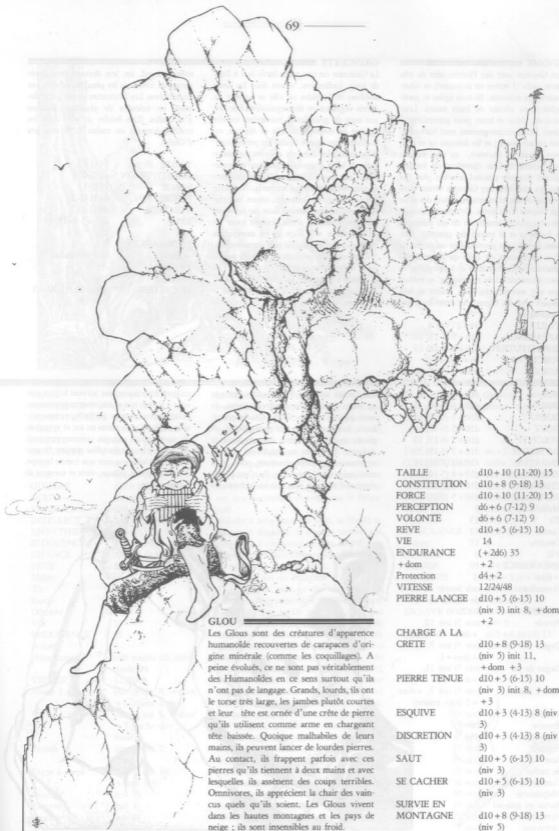 69
GLOU
Les Glous sont des créatures d'apparence
humanoïde recouvertes de carapaces d'ori-
gine minérale (comme les coquillages). A
peine évolués, ce ne sont pas véritablement
des Humanoïdes en ce sens surtout qu'ils
n'ont pas de langage. Grands, lourds, ils ont
le torse très large, les jambes plutôt courtes
et leur tête est ornée d'une crête de pierre
qu'ils utilisent comme arme en chargeant
tête baissée. Quoique malhabiles de leurs
mains, ils peuvent lancer de lourdes pierres.
Au contact, ils frappent parfois avec ces
pierres qu'ils tiennent à deux mains et avec
lesquelles ils assènent des coups terribles.
Omnivores, ils apprécient la chair des vain-
cus quels qu'ils soient. Les Glous vivent
dans les hautes montagnes et les pays de
neige ; ils sont insensibles au froid.
TAILLE d10+10 (11-20) 15
CONSTITUTION d10+8 (9-18) 13
FORCE d10+10 (11-20) 15
PERCEPTION d6+6 (7-12) 9
VOLONTE d6+6 (7-12) 9
REVE d10+5 (6-15) 10
VIE 14
ENDURANCE (+2d6) 35
+dom +2
Protection d4+2
VITESSE 12/24/48
PIERRE LANCEE d10+5 (6-15) 10
(niv 3) init 8, +dom
+2
CHARGE A LA
CRETE d10+8 (9-18) 13
(niv 5) init 11,
+dom +3
PIERRE TENUE d10+5 (6-15) 10
(niv 3) init 8, +dom
+3
ESQUIVE d10+3 (4-13) 8 (niv
3)
DISCRETION d10+3 (4-13) 8 (niv
3)
SAUT d10+5 (6-15) 10
(niv 3)
SE CACHER d10+5 (6-15) 10
(niv 3)
SURVIE EN
MONTAGNE d10+8 (9-18) 13
(niv 5)